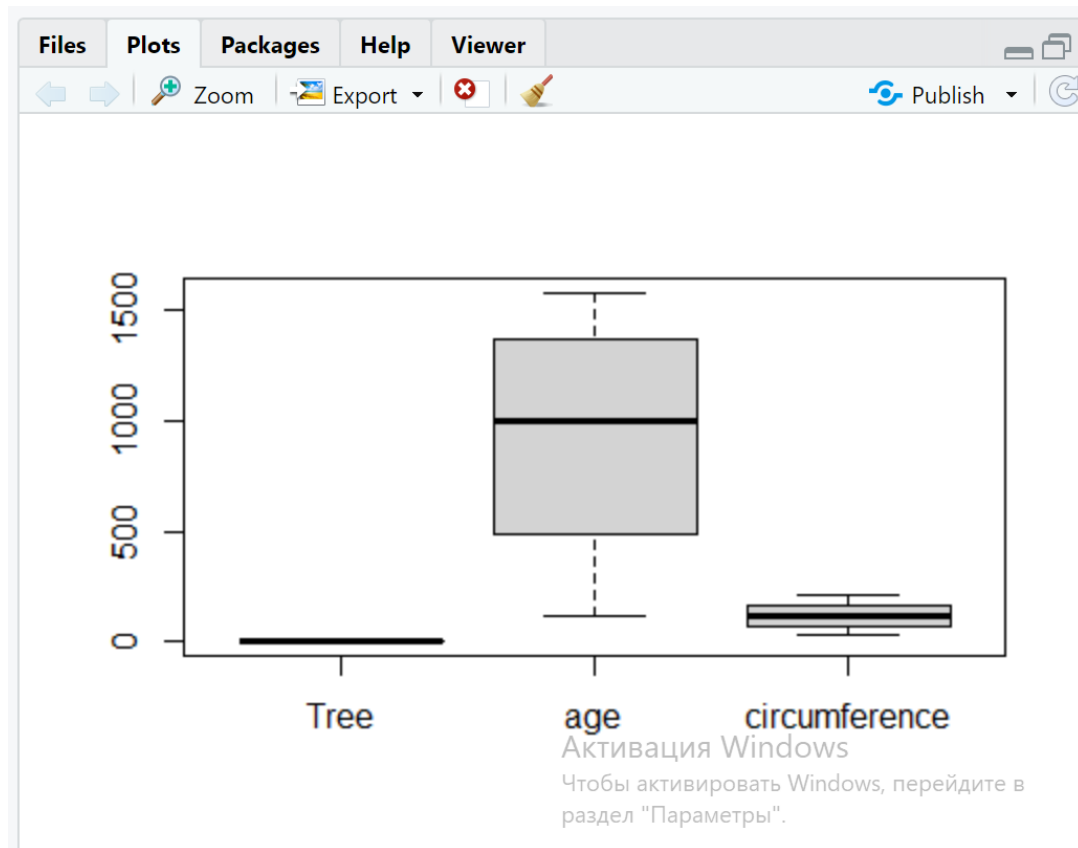 Files Plots Packages Help Viewer
Zoom Export Publish
1500
1000
500
0
Tree age circumference
Активация Windows
Чтобы активировать Windows, перейдите в
раздел "Параметры".